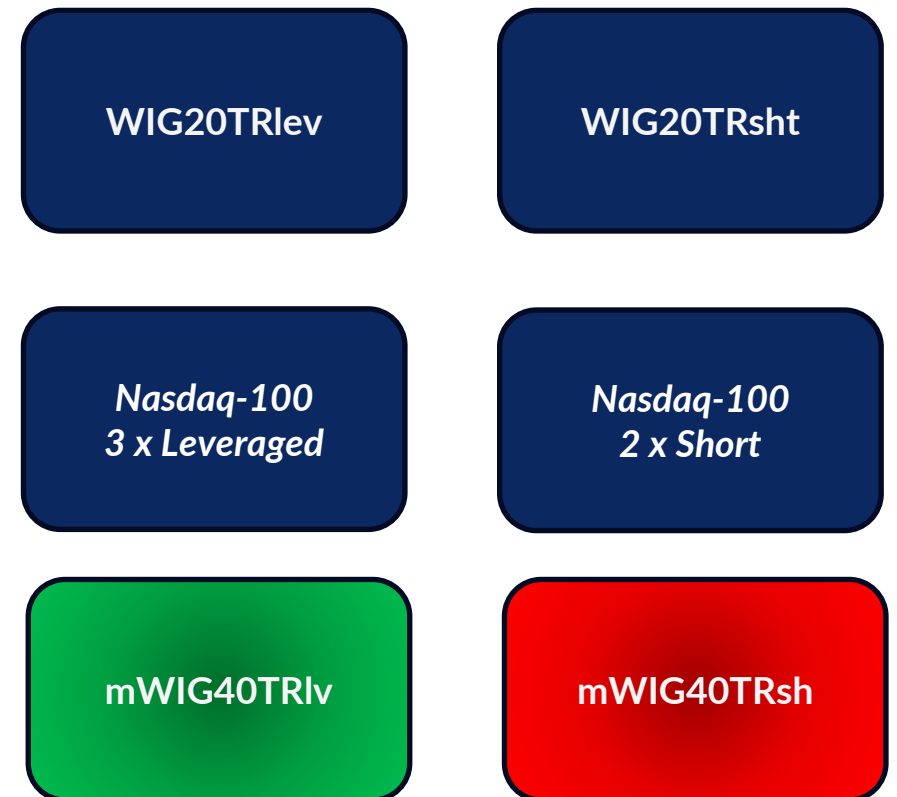 WIG20TRlev
WIG20TRsht
Nasdaq-100
3 x Leveraged
Nasdaq-100
2 x Short
mWIG40TRlv
mWIG40TRsh